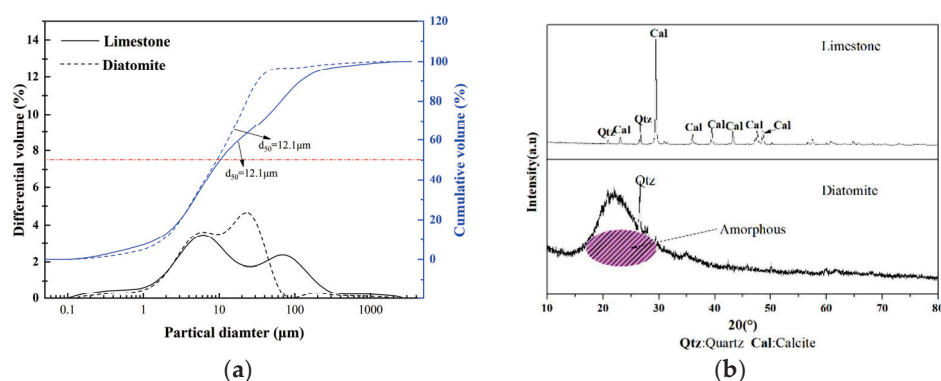 (a)
14
12
10
8
6
4
2
0
Differential volume (%)
Limestone
Diatomite
d50=12.1μm
d50=12.1μm
120
100
80
60
40
20
0
Cumulative volume (%)
0.1 1 10 100 1000
Partical diamter (μm)
(a)
(b)
Intensity(a.u)
Cal
Limestone
Qtz Cal Qtz Cal Cal Cal Cal Cal
Diatomite
Qtz
Amorphous
10 20 30 40 50 60 70 80
20(°)
Qtz:Quartz Cal:Calcite
(b)